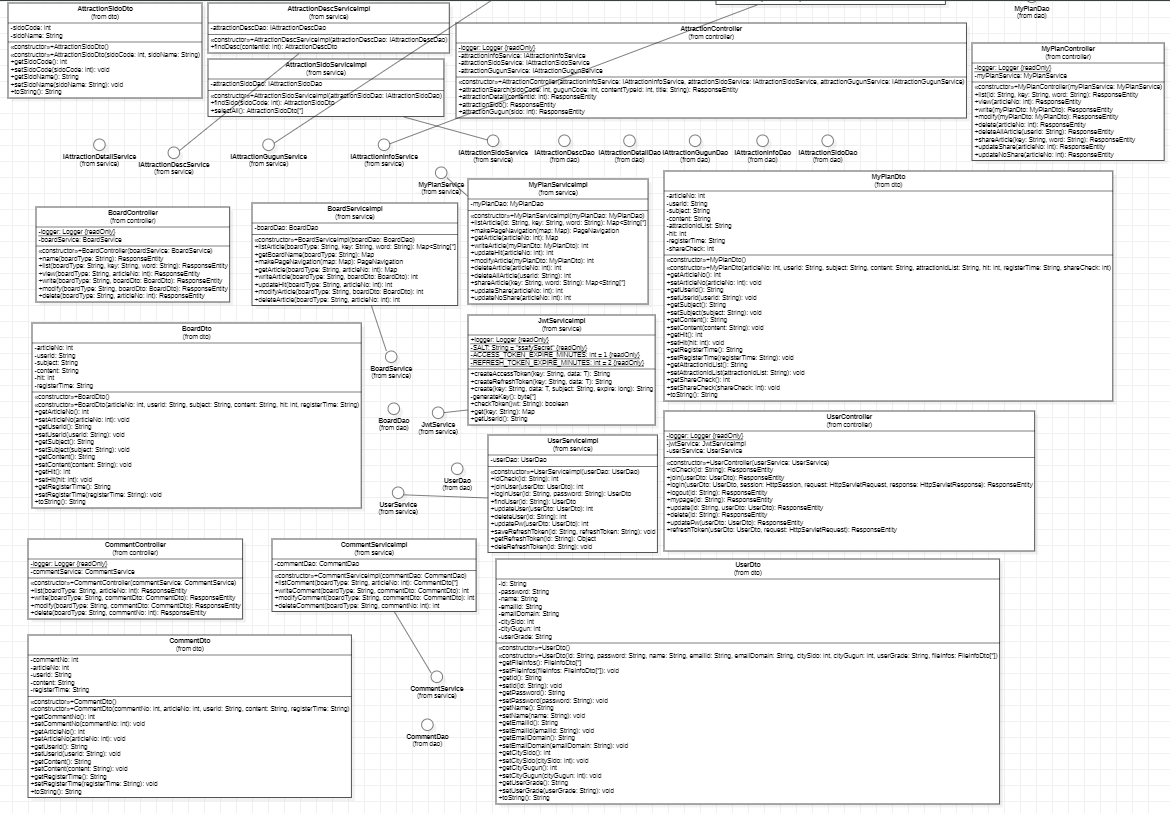 AttractionSidoDto
(from dto)
-sidoCode: int
-sidoName: String
«constructor»+AttractionSidoDto()
«constructor»+AttractionSidoDto(sidoCode: int, sidoName: String)
+getSidoCode(): int
+setSidoCode(sidoCode: int): void
+getSidoName(): String
+setSidoName(sidoName: String): void
+toString(): String
AttractionDescServiceImpl
(from service)
-attractionDescDao: IAttractionDescDao
«constructor»+AttractionDescServiceImpl(attractionDescDao: IAttractionDescDao)
+findDesc(contentId: int): AttractionDescDto
AttractionSidoServiceImpl
(from service)
-attractionSidoDao: IAttractionSidoDao
«constructor»+AttractionSidoServiceImpl(attractionSidoDao: IAttractionSidoDao)
+findSido(sidoCode: int): AttractionSidoDto
+selectAll(): AttractionSidoDto[*]
AttractionController
(from controller)
-logger: Logger {readOnly}
-attractionInfoService: IAttractionInfoService
-attractionSidoService: IAttractionSidoService
-attractionGugunService: IAttractionGugunService
«constructor»+AttractionController(attractionInfoService: IAttractionInfoService, attractionSidoService: IAttractionSidoService, attractionGugunService: IAttractionGugunService)
+attractionSearch(sidoCode: int, gugunCode: int, contentTypeId: int, title: String): ResponseEntity
+attractionDetail(contentId: int): ResponseEntity
+attractionSido(): ResponseEntity
+attractionGugun(sido: int): ResponseEntity
MyPlanDao
(from dao)
MyPlanController
(from controller)
-logger: Logger {readOnly}
-myPlanService: MyPlanService
«constructor»+MyPlanController(myPlanService: MyPlanService)
+list(id: String, key: String, word: String): ResponseEntity
+view(articleNo: int): ResponseEntity
+write(myPlanDto: MyPlanDto): ResponseEntity
+modify(myPlanDto: MyPlanDto): ResponseEntity
+delete(articleNo: int): ResponseEntity
+deleteAllArticle(userid: String): ResponseEntity
+shareArticle(key: String, word: String): ResponseEntity
+updateShare(articleNo: int): ResponseEntity
+updateNoShare(articleNo: int): ResponseEntity
IAttractionDetailService
(from service)
IAttractionDescService
(from service)
IAttractionGugunService
(from service)
IAttractionInfoService
(from service)
IAttractionSidoService
(from service)
IAttractionDescDao
(from dao)
IAttractionDetailDao
(from dao)
IAttractionGugunDao
(from dao)
IAttractionInfoDao
(from dao)
IAttractionSidoDao
(from dao)
MyPlanService
(from service)
MyPlanServiceImpl
(from service)
-myPlanDao: MyPlanDao
«constructor»+MyPlanServiceImpl(myPlanDao: MyPlanDao)
+listArticle(id: String, key: String, word: String): Map<String[*]
+makePageNavigation(map: Map): PageNavigation
+getArticle(articleNo: int): Map
+writeArticle(myPlanDto: MyPlanDto): int
+updateHit(articleNo: int): int
+modifyArticle(myPlanDto: MyPlanDto): int
+deleteArticle(articleNo: int): int
+deleteAllArticle(userid: String): int
+shareArticle(key: String, word: String): Map<String[*]
+updateShare(articleNo: int): int
+updateNoShare(articleNo: int): int
MyPlanDto
(from dto)
-articleNo: int
-userid: String
-subject: String
-content: String
-attractionidList: String
-hit: int
-registerTime: String
-shareCheck: int
«constructor»+MyPlanDto()
«constructor»+MyPlanDto(articleNo: int, userid: String, subject: String, content: String, attractionidList: String, hit: int, registerTime: String, shareCheck: int)
+getArticleNo(): int
+setArticleNo(articleNo: int): void
+getUserid(): String
+setUserid(userid: String): void
+getSubject(): String
+setSubject(subject: String): void
+getContent(): String
+setContent(content: String): void
+getHit(): int
+setHit(hit: int): void
+getRegisterTime(): String
+setRegisterTime(registerTime: String): void
+getAttractionidList(): String
+setAttractionidList(attractionidList: String): void
+getShareCheck(): int
+setShareCheck(shareCheck: int): void
+toString(): String
BoardController
(from controller)
-logger: Logger {readOnly}
-boardService: BoardService
«constructor»+BoardController(boardService: BoardService)
+name(boardType: String): ResponseEntity
+list(boardType: String, key: String, word: String): ResponseEntity
+view(boardType: String, articleNo: int): ResponseEntity
+write(boardType: String, boardDto: BoardDto): ResponseEntity
+modify(boardType: String, boardDto: BoardDto): ResponseEntity
+delete(boardType: String, articleNo: int): ResponseEntity
BoardServiceImpl
(from service)
-boardDao: BoardDao
«constructor»+BoardServiceImpl(boardDao: BoardDao)
+listArticle(boardType: String, key: String, word: String): Map<String[*]
+getBoardName(boardType: String): Map
+makePageNavigation(map: Map): PageNavigation
+getArticle(boardType: String, articleNo: int): Map
+writeArticle(boardType: String, boardDto: BoardDto): int
+updateHit(boardType: String, articleNo: int): int
+modifyArticle(boardType: String, boardDto: BoardDto): int
+deleteArticle(boardType: String, articleNo: int): int
BoardDto
(from dto)
-articleNo: int
-userid: String
-subject: String
-content: String
-hit: int
-registerTime: String
«constructor»+BoardDto()
«constructor»+BoardDto(articleNo: int, userid: String, subject: String, content: String, hit: int, registerTime: String)
+getArticleNo(): int
+setArticleNo(articleNo: int): void
+getUserid(): String
+setUserid(userid: String): void
+getSubject(): String
+setSubject(subject: String): void
+getContent(): String
+setContent(content: String): void
+getHit(): int
+setHit(hit: int): void
+getRegisterTime(): String
+setRegisterTime(registerTime: String): void
+toString(): String
BoardService
(from service)
BoardDao
(from dao)
JwtService
(from service)
JwtServiceImpl
(from service)
+logger: Logger {readOnly}
-SALT: String = "ssafySecret" {readOnly}
-ACCESS_TOKEN_EXPIRE_MINUTES: int = 1 {readOnly}
-REFRESH_TOKEN_EXPIRE_MINUTES: int = 2 {readOnly}
+createAccessToken(key: String, data: T): String
+createRefreshToken(key: String, data: T): String
+create(key: String, data: T, subject: String, expire: long): String
-generateKey(): byte[*]
+checkToken(jwt: String): boolean
+get(key: String): Map
+getUserid(): String
UserDao
(from dao)
UserService
(from service)
UserServiceImpl
(from service)
-userDao: UserDao
«constructor»+UserServiceImpl(userDao: UserDao)
+idCheck(id: String): int
+joinUser(userDto: UserDto): int
+loginUser(id: String, password: String): UserDto
+findUser(id: String): UserDto
+updateUser(userDto: UserDto): int
+deleteUser(id: String): int
+updatePw(userDto: UserDto): int
+saveRefreshToken(id: String, refreshToken: String): void
+getRefreshToken(id: String): Object
+deleRefreshToken(id: String): void
UserController
(from controller)
-logger: Logger {readOnly}
-jwtService: JwtServiceImpl
-userService: UserService
«constructor»+UserController(userService: UserService)
+idCheck(id: String): ResponseEntity
+join(userDto: UserDto): ResponseEntity
+login(userDto: UserDto, session: HttpSession, request: HttpServletRequest, response: HttpServletResponse): ResponseEntity
+logout(id: String): ResponseEntity
+mypage(id: String): ResponseEntity
+update(id: String, userDto: UserDto): ResponseEntity
+delete(id: String): ResponseEntity
+updatePw(userDto: UserDto): ResponseEntity
+refreshToken(userDto: UserDto, request: HttpServletRequest): ResponseEntity
CommentController
(from controller)
-logger: Logger {readOnly}
-commentService: CommentService
«constructor»+CommentController(commentService: CommentService)
+list(boardType: String, articleNo: int): ResponseEntity
+write(boardType: String, commentDto: CommentDto): ResponseEntity
+modify(boardType: String, commentDto: CommentDto): ResponseEntity
+delete(boardType: String, commentNo: int): ResponseEntity
CommentServiceImpl
(from service)
-commentDao: CommentDao
«constructor»+CommentServiceImpl(commentDao: CommentDao)
+listComment(boardType: String, articleNo: int): CommentDto[*]
+writeComment(boardType: String, commentDto: CommentDto): int
+modifyComment(boardType: String, commentDto: CommentDto): int
+deleteComment(boardType: String, commentNo: int): int
CommentDto
(from dto)
-commentNo: int
-articleNo: int
-userid: String
-content: String
-registerTime: String
«constructor»+CommentDto()
«constructor»+CommentDto(commentNo: int, articleNo: int, userid: String, content: String, registerTime: String)
+getCommentNo(): int
+setCommentNo(commentNo: int): void
+getArticleNo(): int
+setArticleNo(articleNo: int): void
+getUserid(): String
+setUserid(userid: String): void
+getContent(): String
+setContent(content: String): void
+getRegisterTime(): String
+setRegisterTime(registerTime: String): void
+toString(): String
CommentService
(from service)
CommentDao
(from dao)
UserDto
(from dto)
-id: String
-password: String
-name: String
-emailid: String
-emailDomain: String
-citySido: int
-cityGugun: int
-userGrade: String
«constructor»+UserDto()
«constructor»+UserDto(id: String, password: String, name: String, emailid: String, emailDomain: String, citySido: int, cityGugun: int, userGrade: String, fileInfos: FileInfoDto[*])
+getFileInfos(): FileInfoDto[*]
+setFileInfos(fileInfos: FileInfoDto[*]): void
+getId(): String
+setId(id: String): void
+getPassword(): String
+setPassword(password: String): void
+getName(): String
+setName(name: String): void
+getEmailId(): String
+setEmailId(emailid: String): void
+getEmailDomain(): String
+setEmailDomain(emailDomain: String): void
+getCitySido(): int
+setCitySido(citySido: int): void
+getCityGugun(): int
+setCityGugun(cityGugun: int): void
+getUserGrade(): String
+setUserGrade(userGrade: String): void
+toString(): String